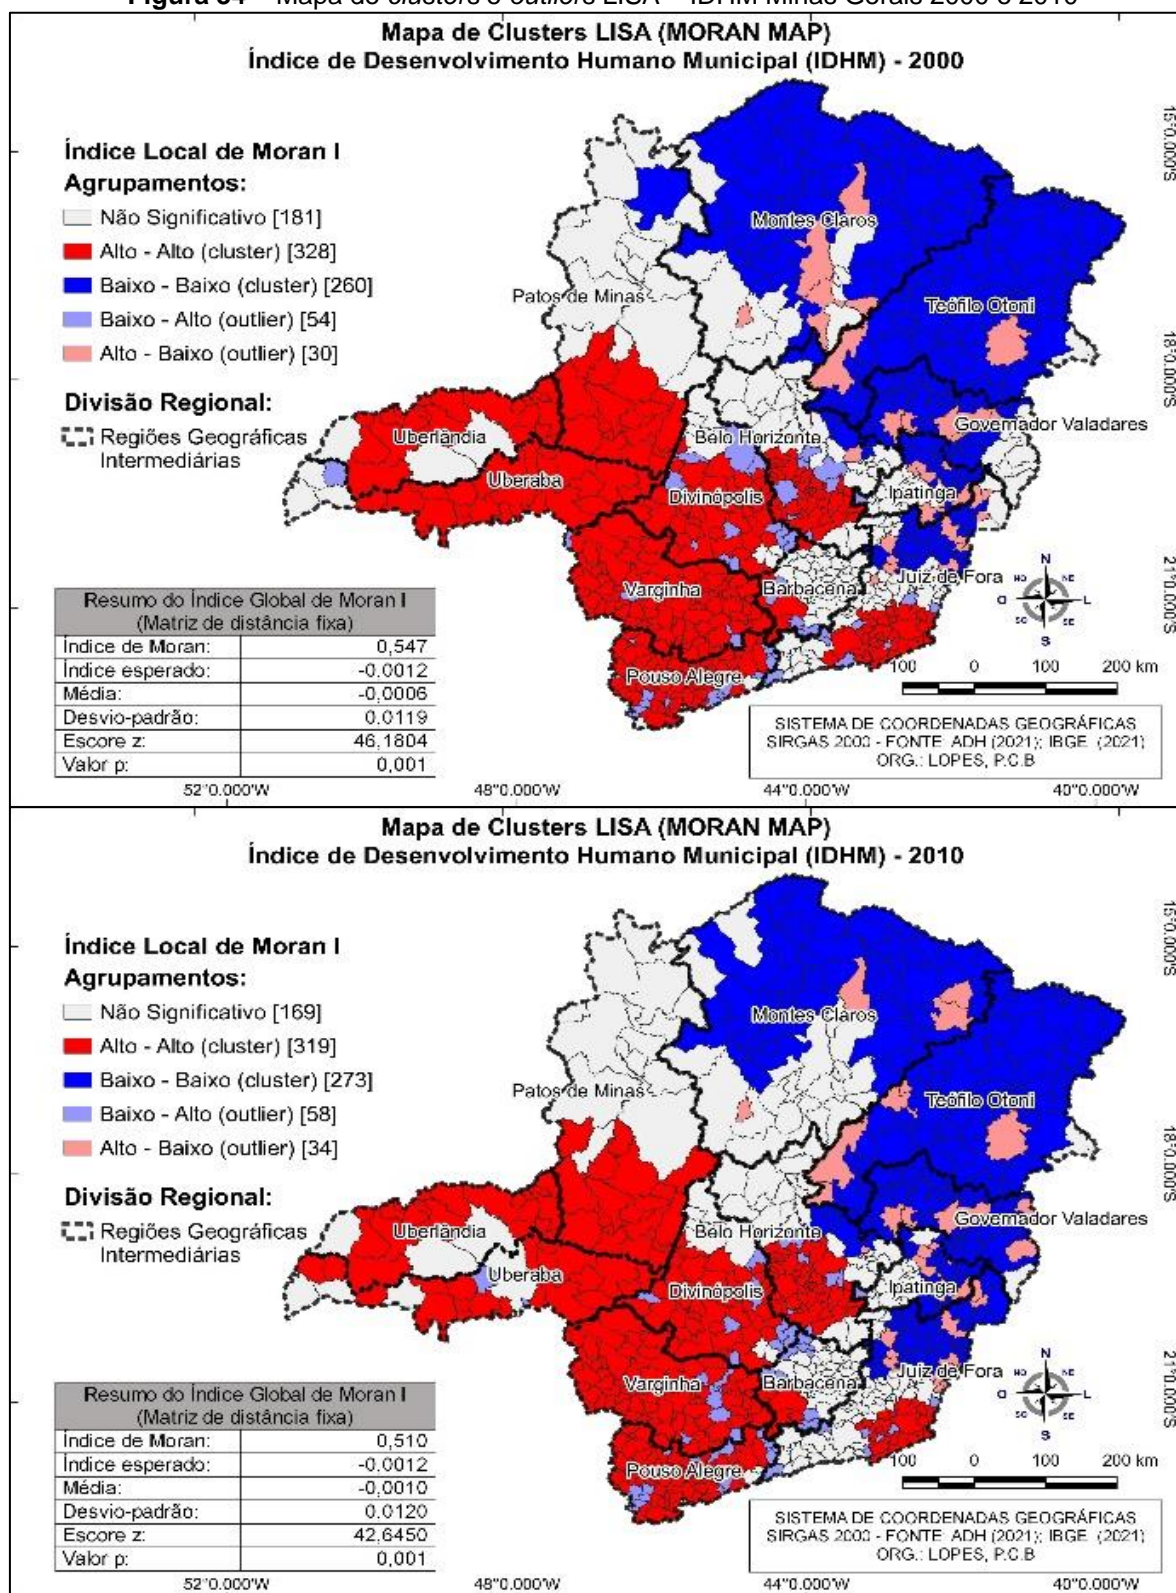 Figura 34 – Mapa de clusters e outliers LISA – IDHM Minas Gerais 2000 e 2010
Mapa de Clusters LISA (MORAN MAP)
Índice de Desenvolvimento Humano Municipal (IDHM) - 2000
Índice Local de Moran I
Agrupamentos:
Não Significativo [181]
Alto - Alto (cluster) [328]
Baixo - Baixo (cluster) [260]
Baixo - Alto (outlier) [54]
Alto - Baixo (outlier) [30]
Divisão Regional:
Regiões Geográficas
Intermediárias
Montes Claros
Patos de Minas
Teófilo Otoni
Uberlândia
Belo Horizonte
Governador Valadares
Uberaba
Divinópolis
Ipatinga
Varginha
Barbacena
Juiz de Fora
Pouso Alegre
N
NO
NE
O
L
SO
SE
S
100 0 100 200 km
Resumo do Índice Global de Moran I
(Matriz de distância fixa)
Índice de Moran: 0,547
Índice esperado: -0.0012
Média: -0,0006
Desvio-padrão: 0.0119
Escore z: 46,1804
Valor p: 0,001
SISTEMA DE COORDENADAS GEOGRÁFICAS
SIRGAS 2000 - FONTE: ADH (2021); IBGE (2021)
ORG.: LOPES, P.C.B
15°0.000'S
18°0.000'S
21°0.000'S
52°0.000'W 48°0.000'W 44°0.000'W 40°0.000'W
Mapa de Clusters LISA (MORAN MAP)
Índice de Desenvolvimento Humano Municipal (IDHM) - 2010
Índice Local de Moran I
Agrupamentos:
Não Significativo [169]
Alto - Alto (cluster) [319]
Baixo - Baixo (cluster) [273]
Baixo - Alto (outlier) [58]
Alto - Baixo (outlier) [34]
Divisão Regional:
Regiões Geográficas
Intermediárias
Montes Claros
Patos de Minas
Teófilo Otoni
Uberlândia
Belo Horizonte
Governador Valadares
Uberaba
Divinópolis
Ipatinga
Varginha
Barbacena
Juiz de Fora
Pouso Alegre
N
NO
NE
O
L
SO
SE
S
100 0 100 200 km
Resumo do Índice Global de Moran I
(Matriz de distância fixa)
Índice de Moran: 0,510
Índice esperado: -0.0012
Média: -0,0010
Desvio-padrão: 0.0120
Escore z: 42,6450
Valor p: 0,001
SISTEMA DE COORDENADAS GEOGRÁFICAS
SIRGAS 2000 - FONTE: ADH (2021); IBGE (2021)
ORG.: LOPES, P.C.B
15°0.000'S
18°0.000'S
21°0.000'S
52°0.000'W 48°0.000'W 44°0.000'W 40°0.000'W